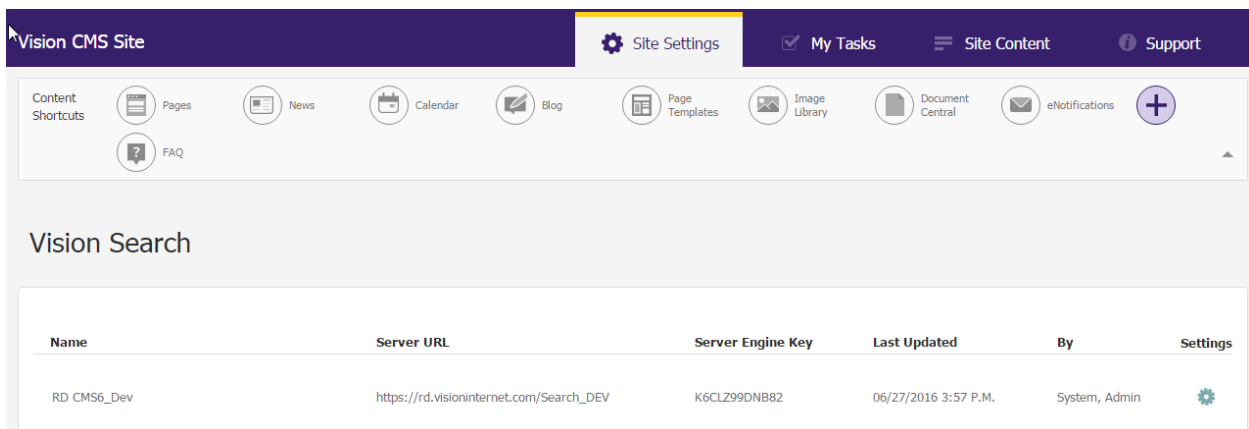 Vision CMS Site
Site Settings
My Tasks
Site Content
Support
Content
Shortcuts
Pages
News
Calendar
Blog
Page
Templates
Image
Library
Document
Central
eNotifications
FAQ
Vision Search
Name Server URL Server Engine Key Last Updated By Settings
RD CMS6_Dev https://rd.visioninternet.com/Search_DEV K6CLZ99DNB82 06/27/2016 3:57 P.M. System, Admin